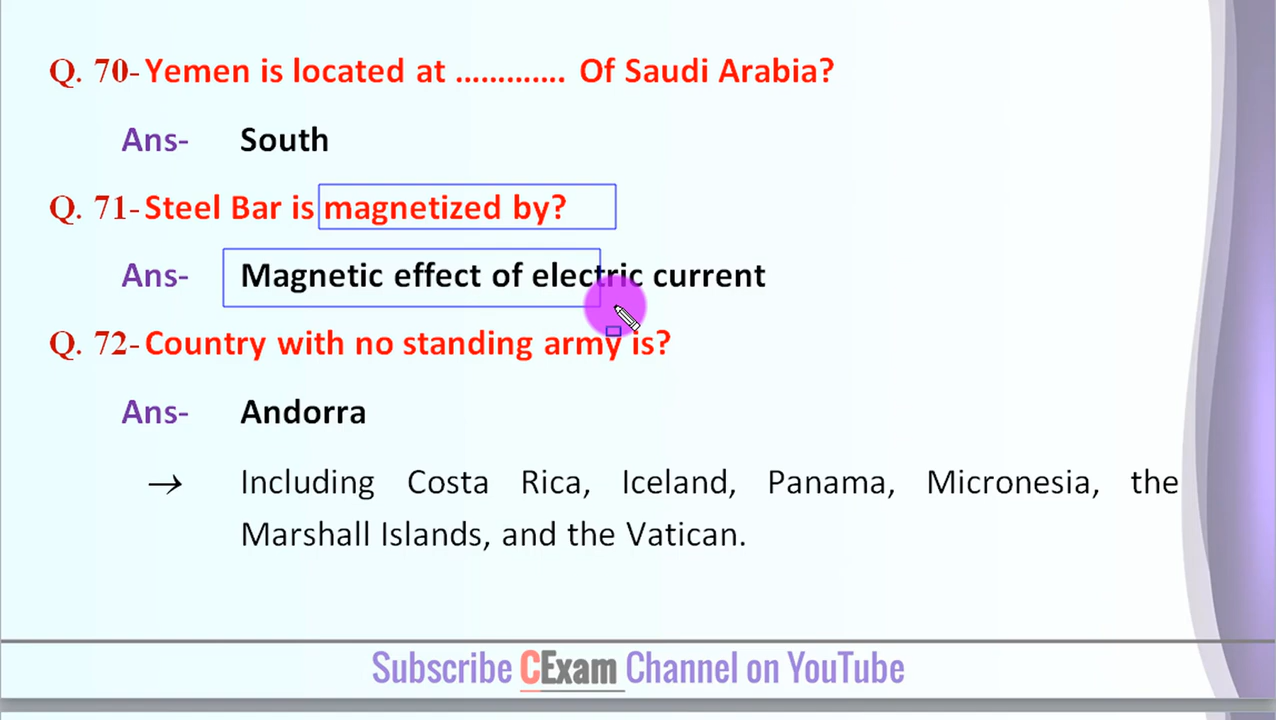 Q. 70- Yemen is located at ............. Of Saudi Arabia?
Ans- South
Q. 71- Steel Bar is magnetized by?
Ans- Magnetic effect of electric current
Q. 72- Country with no standing army is?
Ans- Andorra
→ Including Costa Rica, Iceland, Panama, Micronesia, the
Marshall Islands, and the Vatican.
Subscribe CExam Channel on YouTube